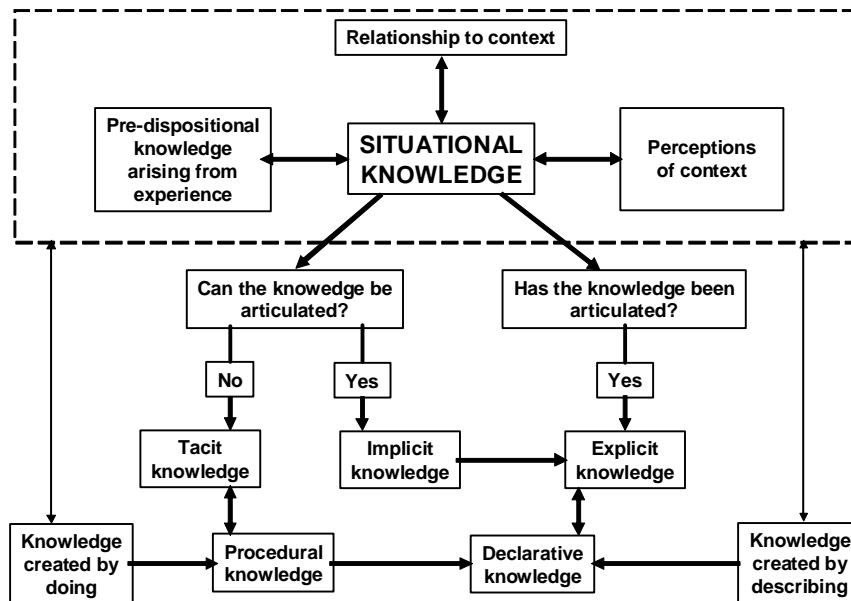 Relationship to context
Pre-dispositional
knowledge
arising from
experience
SITUATIONAL
KNOWLEDGE
Perceptions
of context
Can the knowedge be
articulated?
Has the knowledge been
articulated?
No
Yes
Yes
Tacit
knowledge
Implicit
knowledge
Explicit
knowledge
Knowledge
created by
doing
Procedural
knowledge
Declarative
knowledge
Knowledge
created by
describing